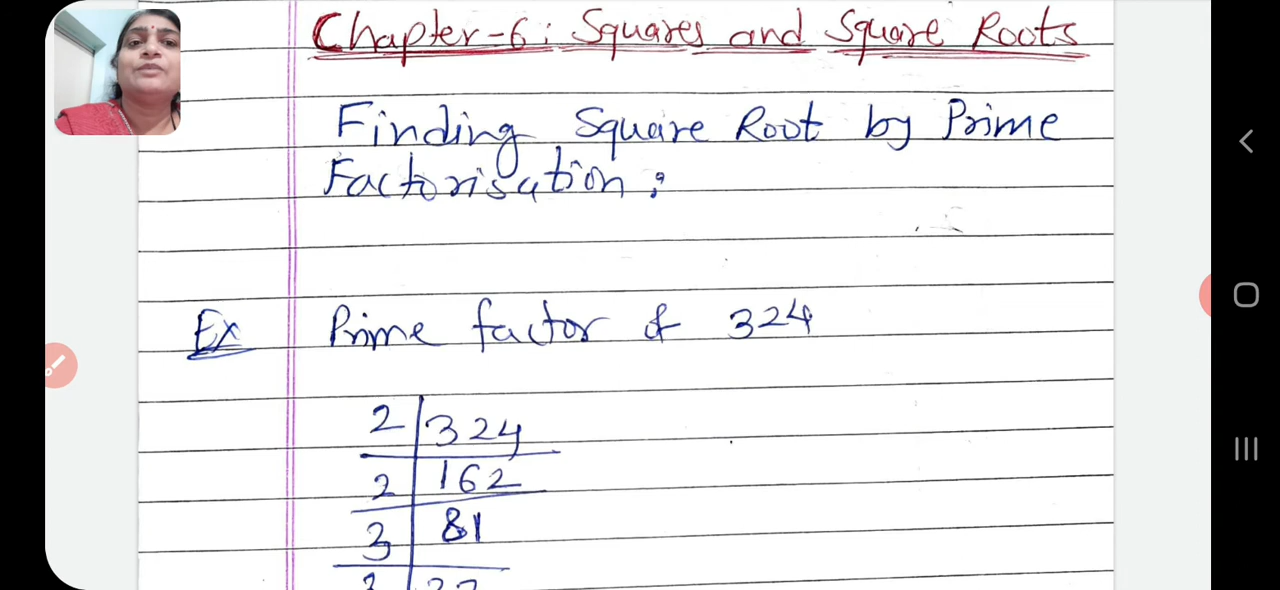 Chapter-6: Squares and Square Roots
Finding Square Root by Prime
Factorisation:
Ex Prime factor of 324
2 | 324
2 | 162
3 | 81